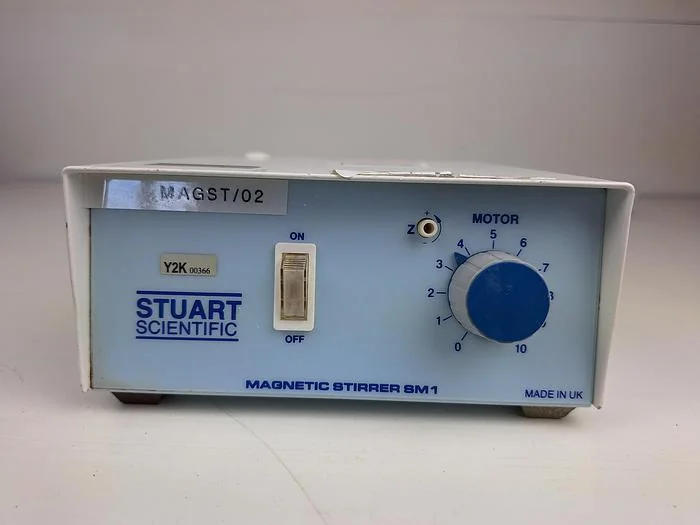 MAGST/02
Y2K 00366
STUART
SCIENTIFIC
ON
OFF
Z
+
-
MOTOR
0
1
2
3
4
5
6
7
8
10
MAGNETIC STIRRER SM1
MADE IN UK